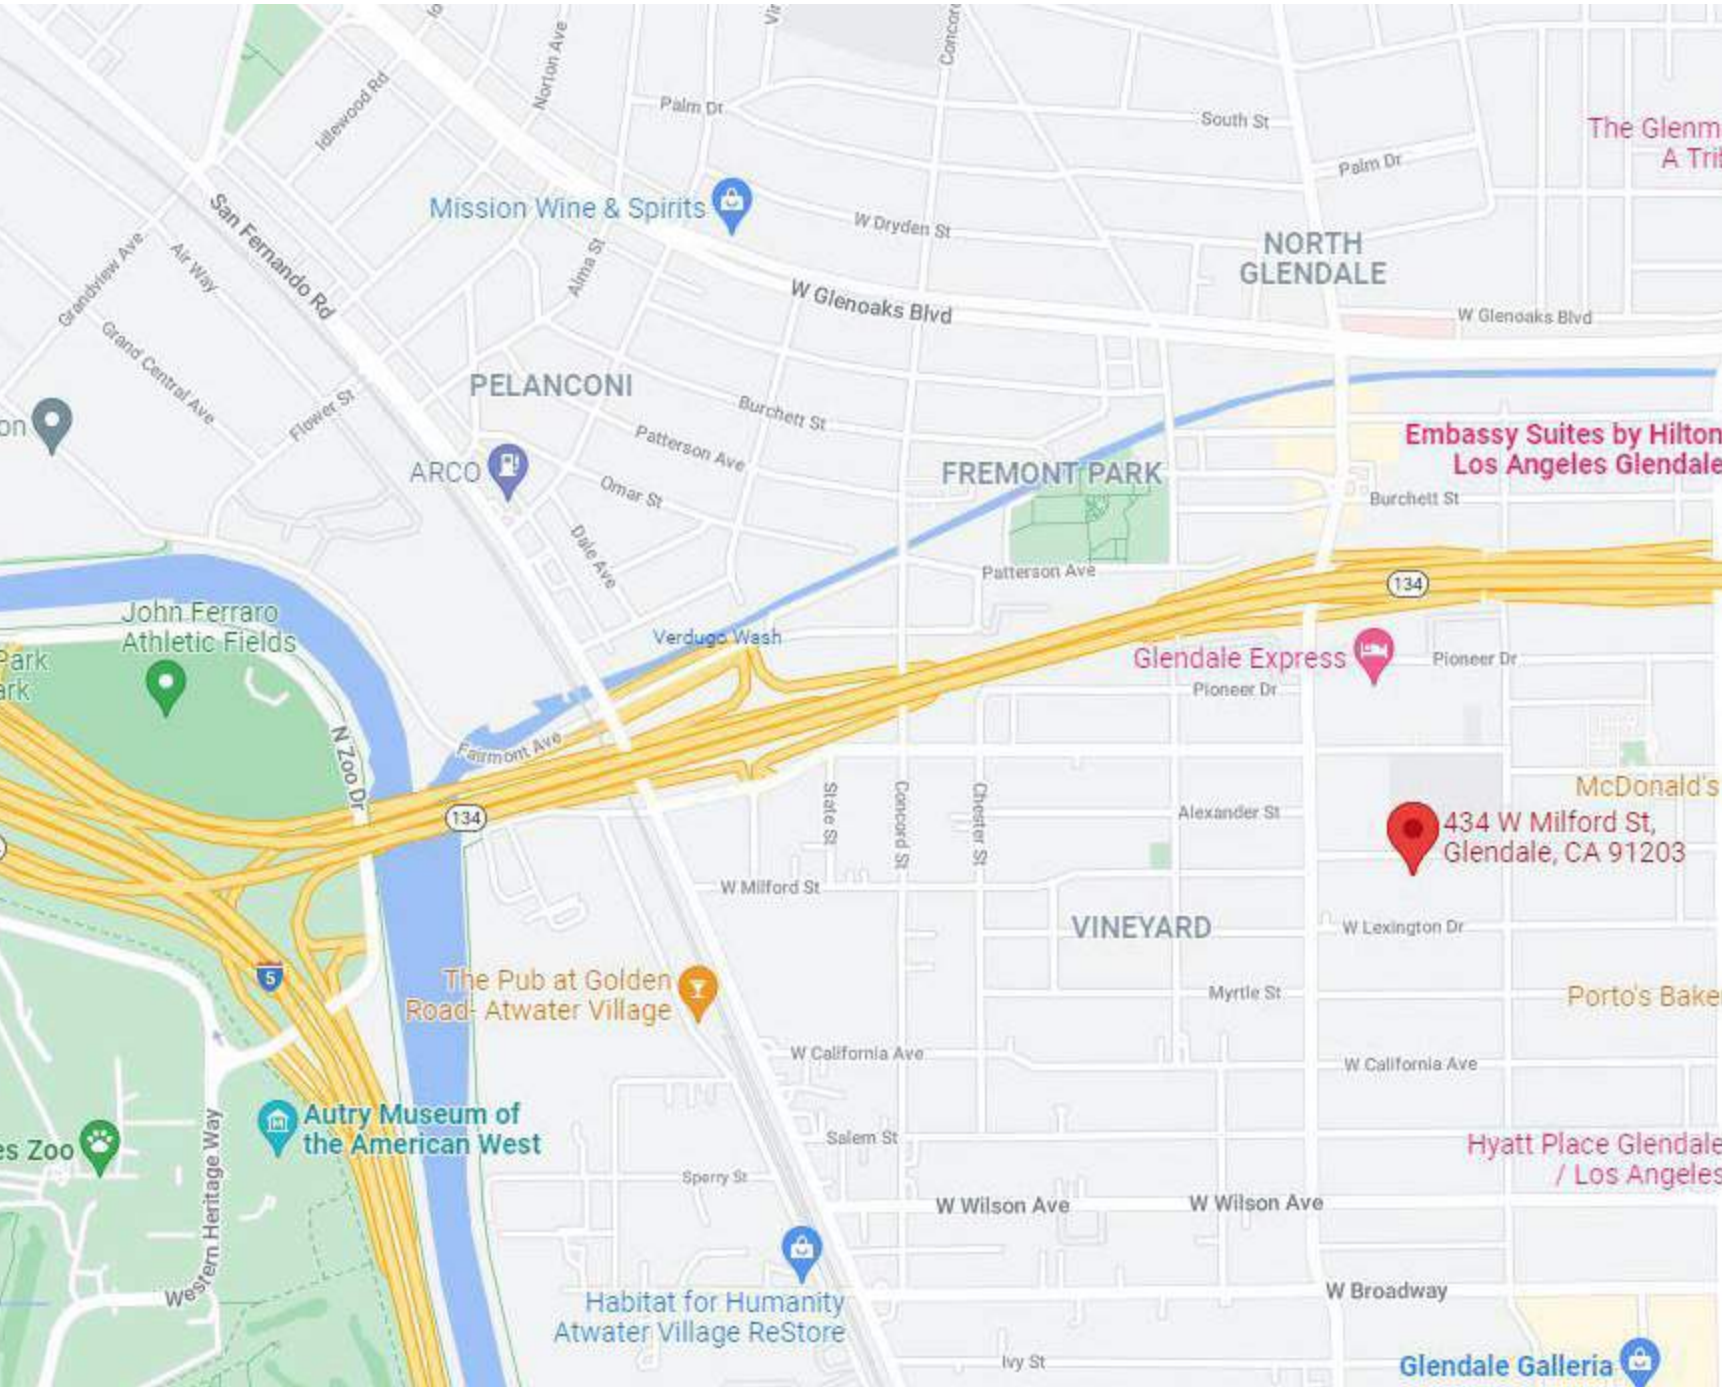 Norton Ave
Concord
Idlewood Rd
Palm Dr
South St
The Glenm
A Tri
Palm Dr
Mission Wine & Spirits
San Fernando Rd
W Dryden St
Grandview Ave
Air Way
Alma St
NORTH
GLENDALE
W Glenoaks Blvd
W Glenoaks Blvd
Grand Central Ave
PELANCONI
Flower St
Burchett St
on
Patterson Ave
Embassy Suites by Hilton
Los Angeles Glendale
ARCO
FREMONT PARK
Omar St
Burchett St
Dale Ave
Patterson Ave
134
John Ferraro
Athletic Fields
Verdugo Wash
Park
ark
Glendale Express
Pioneer Dr
Pioneer Dr
N Zoo Dr
Fairmont Ave
McDonald's
134
State St
Concord St
Chester St
Alexander St
434 W Milford St,
Glendale, CA 91203
W Milford St
VINEYARD
W Lexington Dr
5
The Pub at Golden
Road- Atwater Village
Myrtle St
Porto's Bake
W California Ave
W California Ave
Autry Museum of
the American West
es Zoo
Western Heritage Way
Salem St
Hyatt Place Glendale
/ Los Angeles
Sperry St
W Wilson Ave
W Wilson Ave
Habitat for Humanity
Atwater Village ReStore
W Broadway
Ivy St
Glendale Galleria